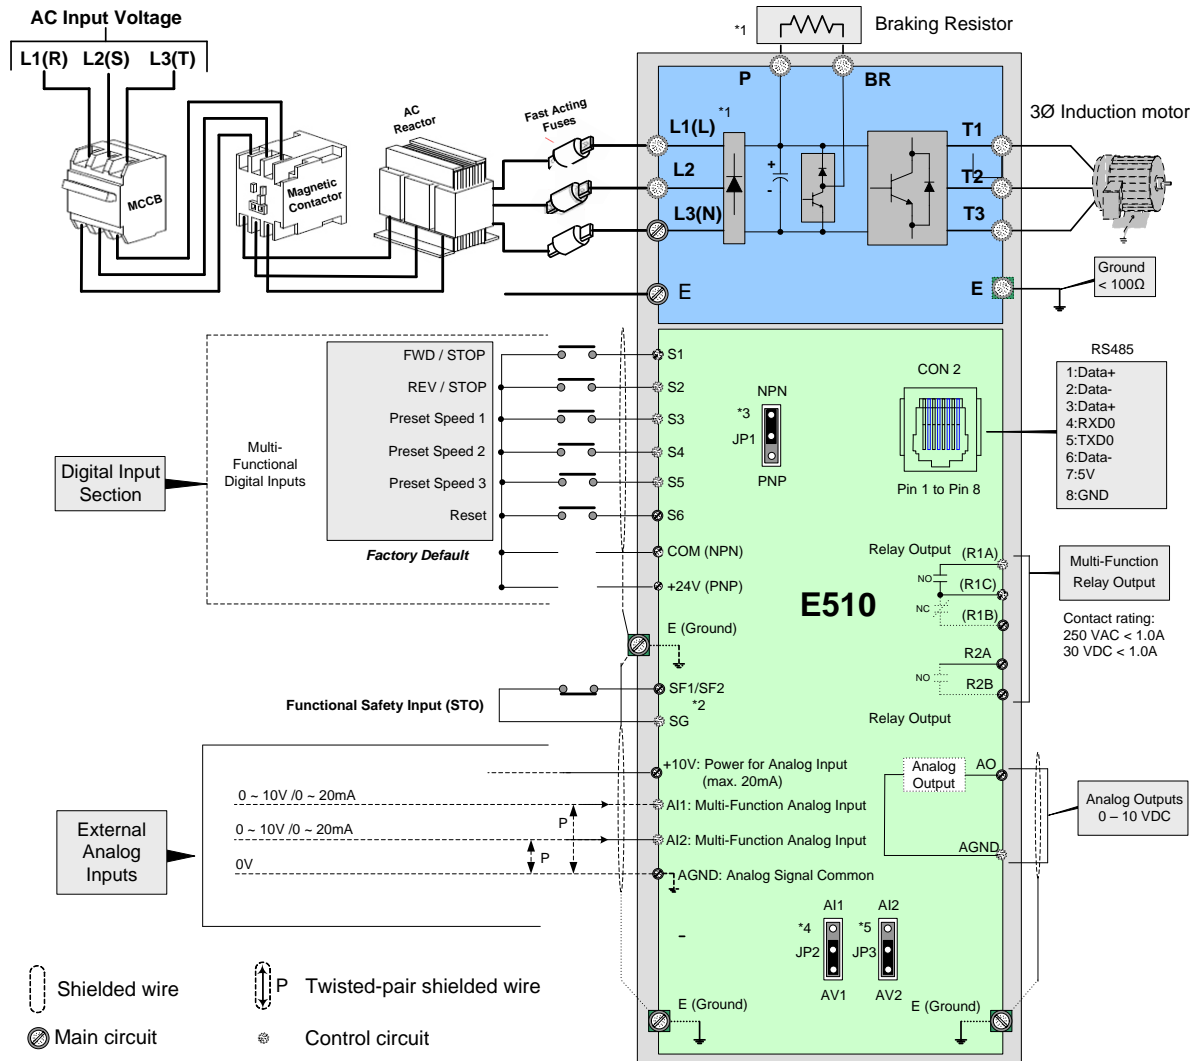 AC Input Voltage
L1(R) L2(S) L3(T)
MCCB
Magnetic
Contactor
AC
Reactor
Fast Acting
Fuses
*1
Braking Resistor
P
BR
L1(L)
*1
L2
L3(N)
E
+
-
T1
T2
T3
E
3Ø Induction motor
Ground
< 100Ω
Digital Input
Section
Multi-
Functional
Digital Inputs
FWD / STOP
REV / STOP
Preset Speed 1
Preset Speed 2
Preset Speed 3
Reset
Factory Default
S1
S2
S3
S4
S5
S6
COM (NPN)
+24V (PNP)
E (Ground)
NPN
*3
JP1
PNP
CON 2
Pin 1 to Pin 8
RS485
1:Data+
2:Data-
3:Data+
4:RXD0
5:TXD0
6:Data-
7:5V
8:GND
E510
Relay Output
(R1A)
NO
(R1C)
NC
(R1B)
R2A
NO
R2B
Relay Output
Multi-Function
Relay Output
Contact rating:
250 VAC < 1.0A
30 VDC < 1.0A
Functional Safety Input (STO)
SF1/SF2
*2
SG
External
Analog
Inputs
0 ~ 10V /0 ~ 20mA
0 ~ 10V /0 ~ 20mA
0V
P
P
+10V: Power for Analog Input
(max. 20mA)
AI1: Multi-Function Analog Input
AI2: Multi-Function Analog Input
AGND: Analog Signal Common
Analog
Output
AO
AGND
Analog Outputs
0 – 10 VDC
-
AI1
*4
JP2
AV1
AI2
*5
JP3
AV2
E (Ground)
E (Ground)
Shielded wire
P Twisted-pair shielded wire
Main circuit
Control circuit